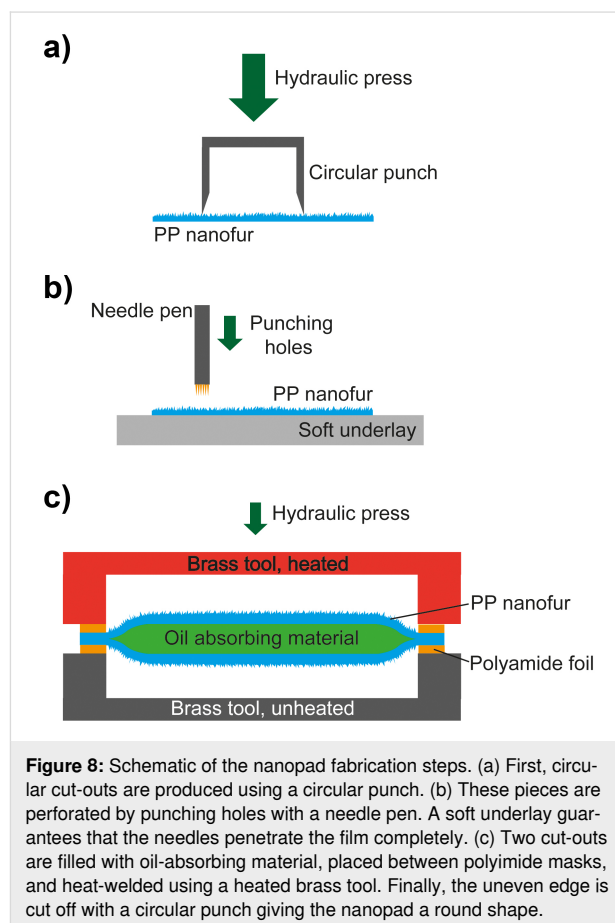 a)
Hydraulic press
Circular punch
PP nanofur
b)
Needle pen
Punching
holes
PP nanofur
Soft underlay
c)
Hydraulic press
Brass tool, heated
PP nanofur
Oil absorbing material
Polyamide foil
Brass tool, unheated
Figure 8: Schematic of the nanopad fabrication steps. (a) First, circu-
lar cut-outs are produced using a circular punch. (b) These pieces are
perforated by punching holes with a needle pen. A soft underlay guar-
antees that the needles penetrate the film completely. (c) Two cut-outs
are filled with oil-absorbing material, placed between polyimide masks,
and heat-welded using a heated brass tool. Finally, the uneven edge is
cut off with a circular punch giving the nanopad a round shape.